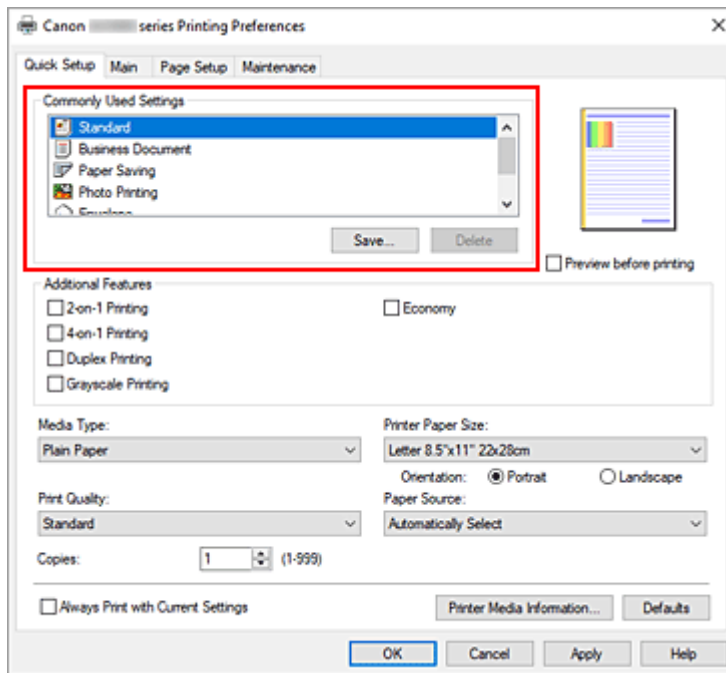 Canon series Printing Preferences
Quick Setup Main Page Setup Maintenance
Commonly Used Settings
Standard
Business Document
Paper Saving
Photo Printing
Envelope
Save... Delete
Preview before printing
Additional Features
2-on-1 Printing Economy
4-on-1 Printing
Duplex Printing
Grayscale Printing
Media Type: Printer Paper Size:
Plain Paper Letter 8.5"x11" 22x28cm
Orientation: Portrait Landscape
Print Quality: Paper Source:
Standard Automatically Select
Copies: 1 (1-999)
Always Print with Current Settings Printer Media Information... Defaults
OK Cancel Apply Help